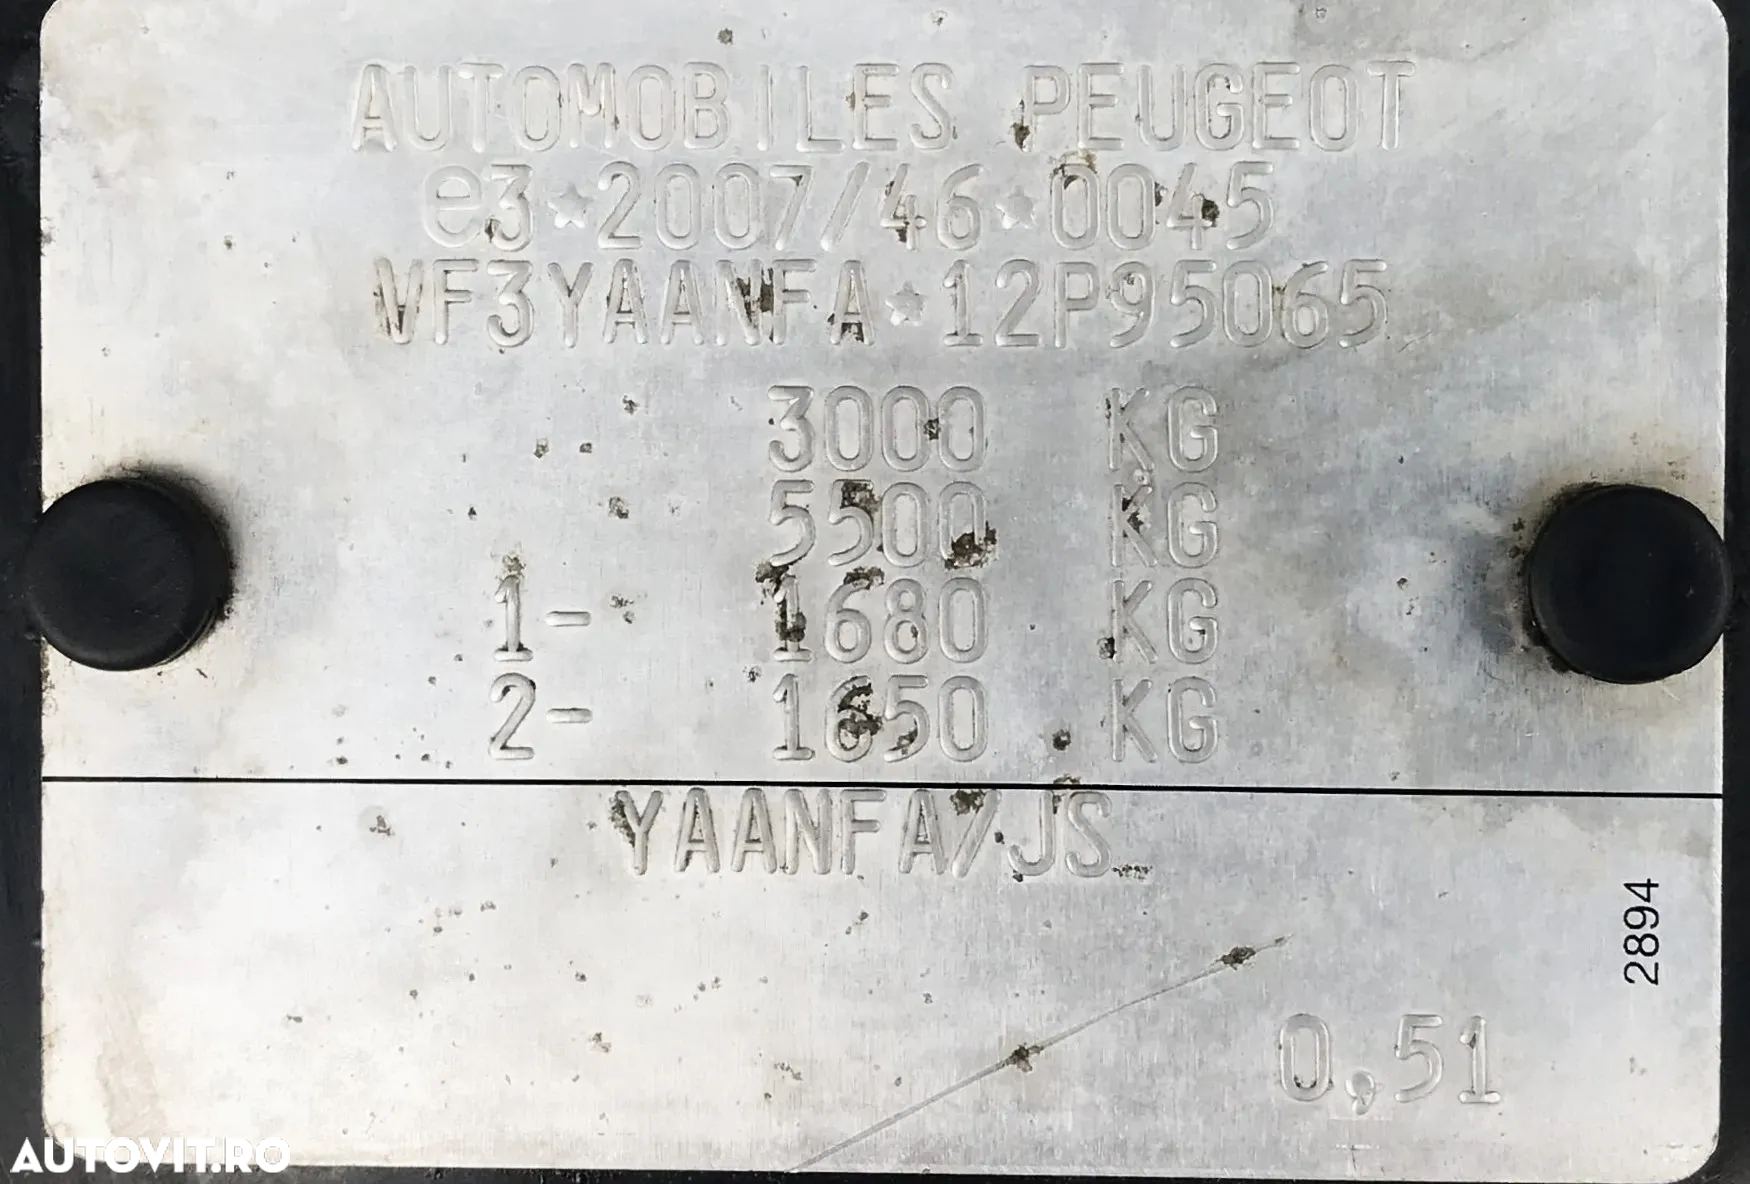 AUTOMOBILES PEUGEOT
e3*2007/46*0045
VF3YAANFA*12P95065
3000 KG
5500 KG
1- 1680 KG
2- 1650 KG
YAANFA/JS
2894
0,51
AUTOVIT.RO